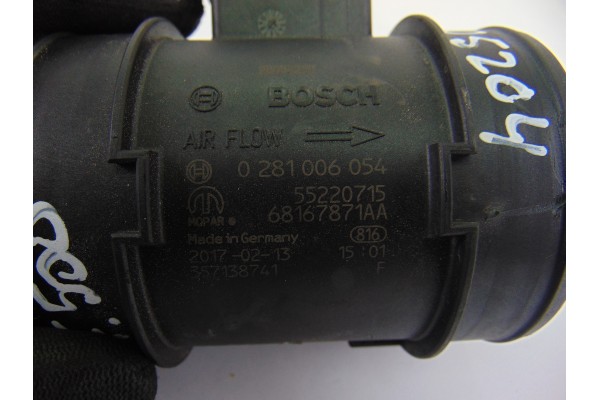 BOSCH
AIR FLOW
0 281 006 054
55220715
MOPAR ® 68167871AA
Made in Germany 816
2017-02-13 15:01
357138741 F